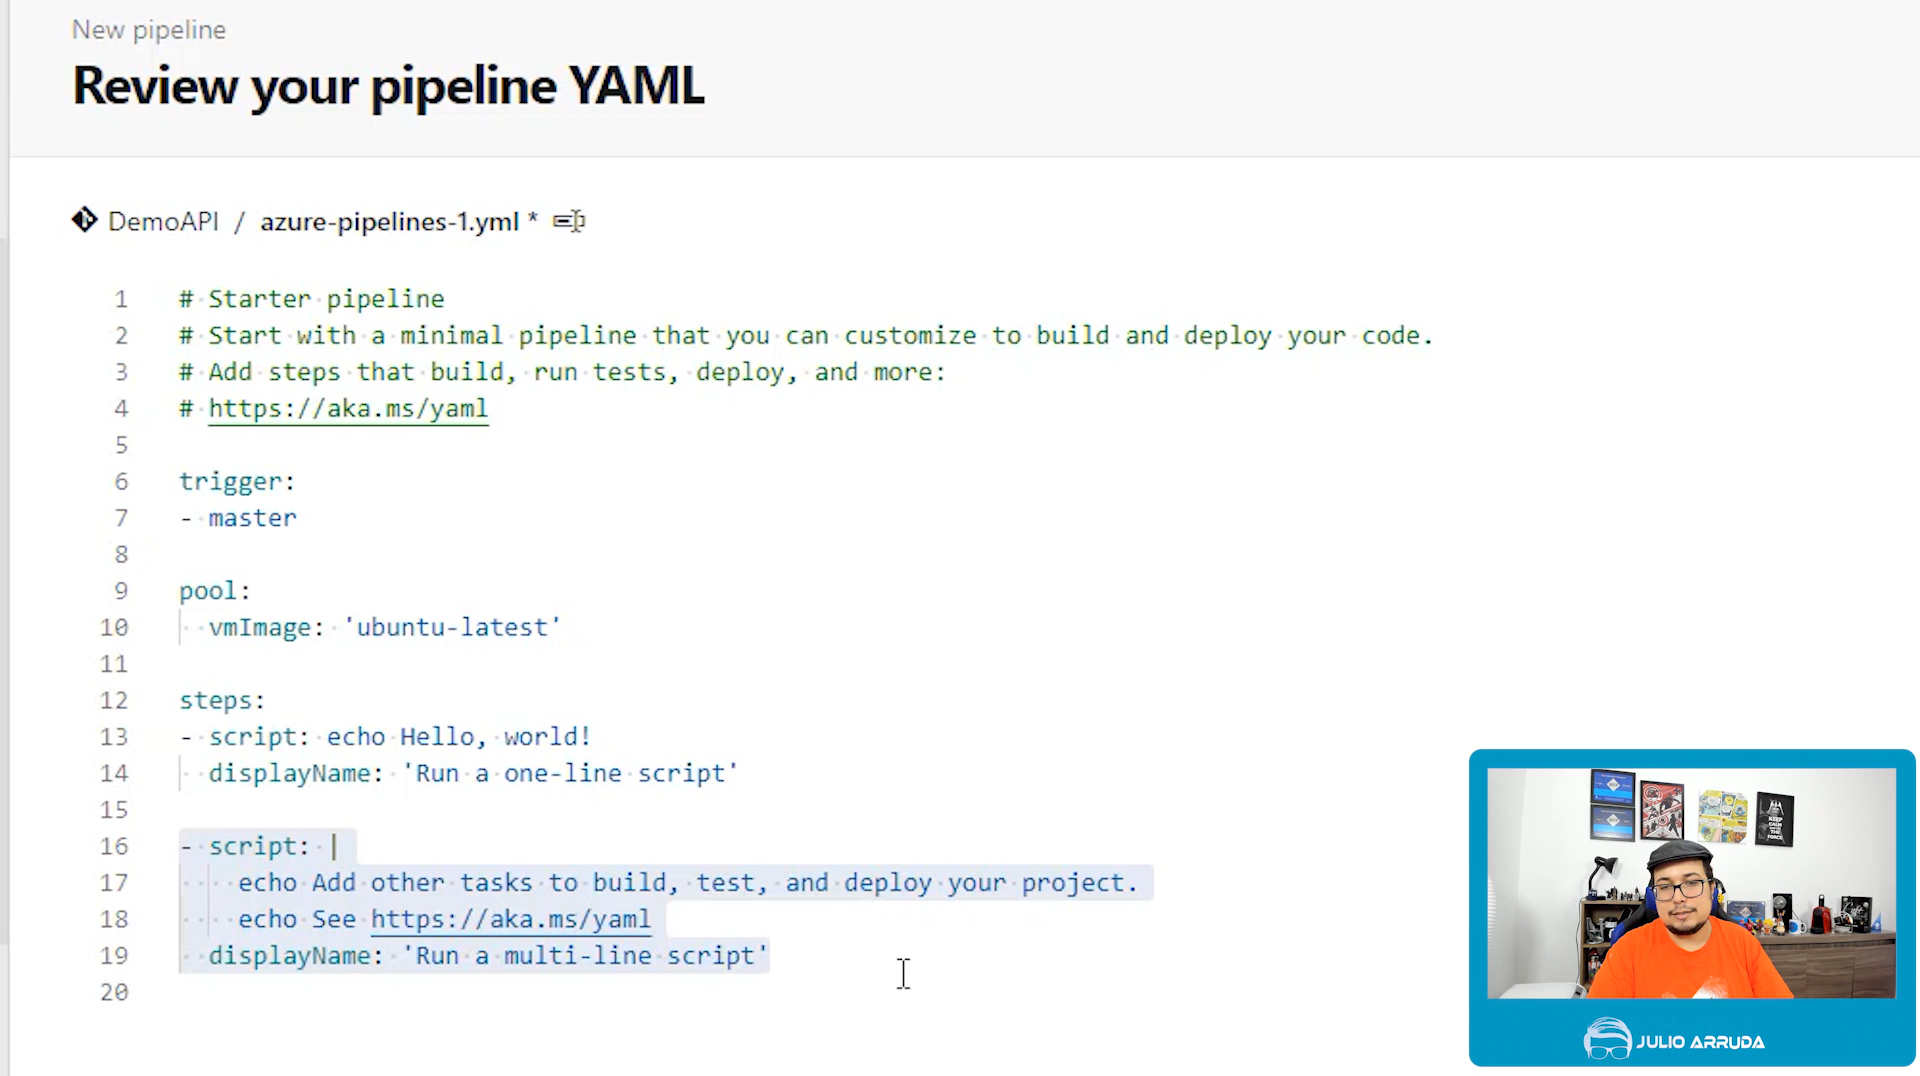 New pipeline
Review your pipeline YAML
DemoAPI / azure-pipelines-1.yml *
1 # Starter pipeline
2 # Start with a minimal pipeline that you can customize to build and deploy your code.
3 # Add steps that build, run tests, deploy, and more:
4 # https://aka.ms/yaml
5
6 trigger:
7 - master
8
9 pool:
10 vmImage: 'ubuntu-latest'
11
12 steps:
13 - script: echo Hello, world!
14 displayName: 'Run a one-line script'
15
16 - script: |
17 echo Add other tasks to build, test, and deploy your project.
18 echo See https://aka.ms/yaml
19 displayName: 'Run a multi-line script'
20
KEEP
CALM
THE
FORCE
JULIO ARRUDA